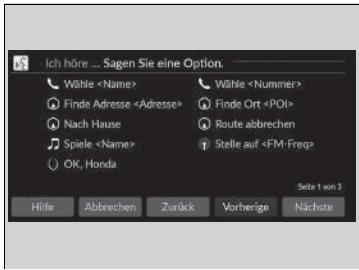 Ich höre ... Sagen Sie eine Option.
Wähle <Name> Wähle <Nummer>
Finde Adresse <Adresse> Finde Ort <POI>
Nach Hause Route abbrechen
Spiele <Name> Stelle auf <FM-Freq>
OK, Honda
Seite 1 von 3
Hilfe Abbrechen Zurück Vorherige Nächste